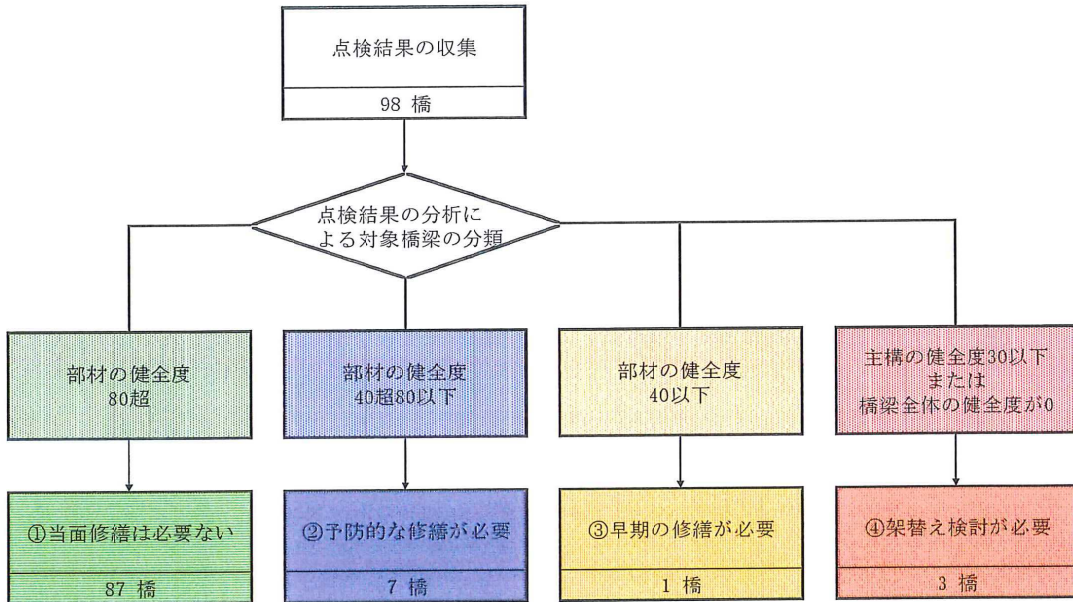 点検結果の収集
98 橋
点検結果の分析に
よる対象橋梁の分類
部材の健全度
80超
部材の健全度
40超80以下
部材の健全度
40以下
主構の健全度30以下
または
橋梁全体の健全度が0
①当面修繕は必要ない
87 橋
②予防的な修繕が必要
7 橋
③早期の修繕が必要
1 橋
④架替え検討が必要
3 橋